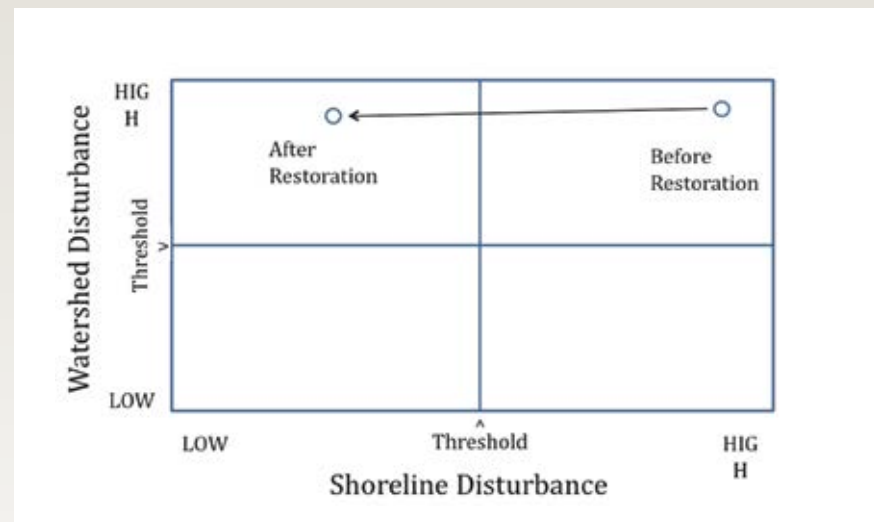 HIG
H
Watershed Disturbance
Threshold
>
LOW
After
Restoration
Before
Restoration
LOW
^
Threshold
HIG
H
Shoreline Disturbance